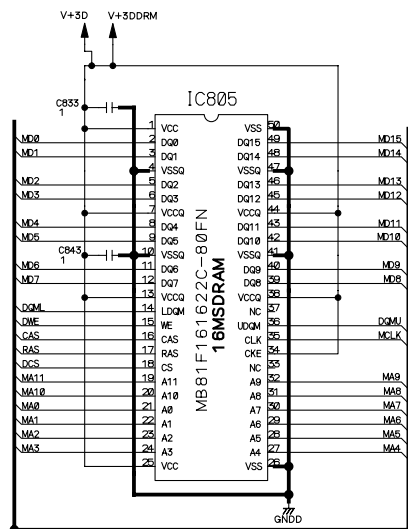 V+3D V+3DDRM
C833
1
IC805
1 VCC VSS 50
MD0 2 DQ0 DQ15 49 MD15
MD1 3 DQ1 DQ14 48 MD14
4 VSSQ VSSQ 47
MD2 5 DQ2 DQ13 46 MD13
MD3 6 DQ3 DQ12 45 MD12
7 VCCQ VCCQ 44
MD4 8 DQ4 DQ11 43 MD11
MD5 9 DQ5 DQ10 42 MD10
C843
1
10 VSSQ VSSQ 41
MD6 11 DQ6 DQ9 40 MD9
MD7 12 DQ7 DQ8 39 MD8
13 VCCQ VCCQ 38
DQML 14 LDQM NC 37
DWE 15 WE UDQM 36 DQMU
CAS 16 CAS CLK 35 MCLK
RAS 17 RAS CKE 34
DCS 18 CS NC 33
MA11 19 A11 A9 32 MA9
MA10 20 A10 A8 31 MA8
MA0 21 A0 A7 30 MA7
MA1 22 A1 A6 29 MA6
MA2 23 A2 A5 28 MA5
MA3 24 A3 A4 27 MA4
25 VCC VSS 26
MB81F161622C-80FN
16MSDRAM
GNDD